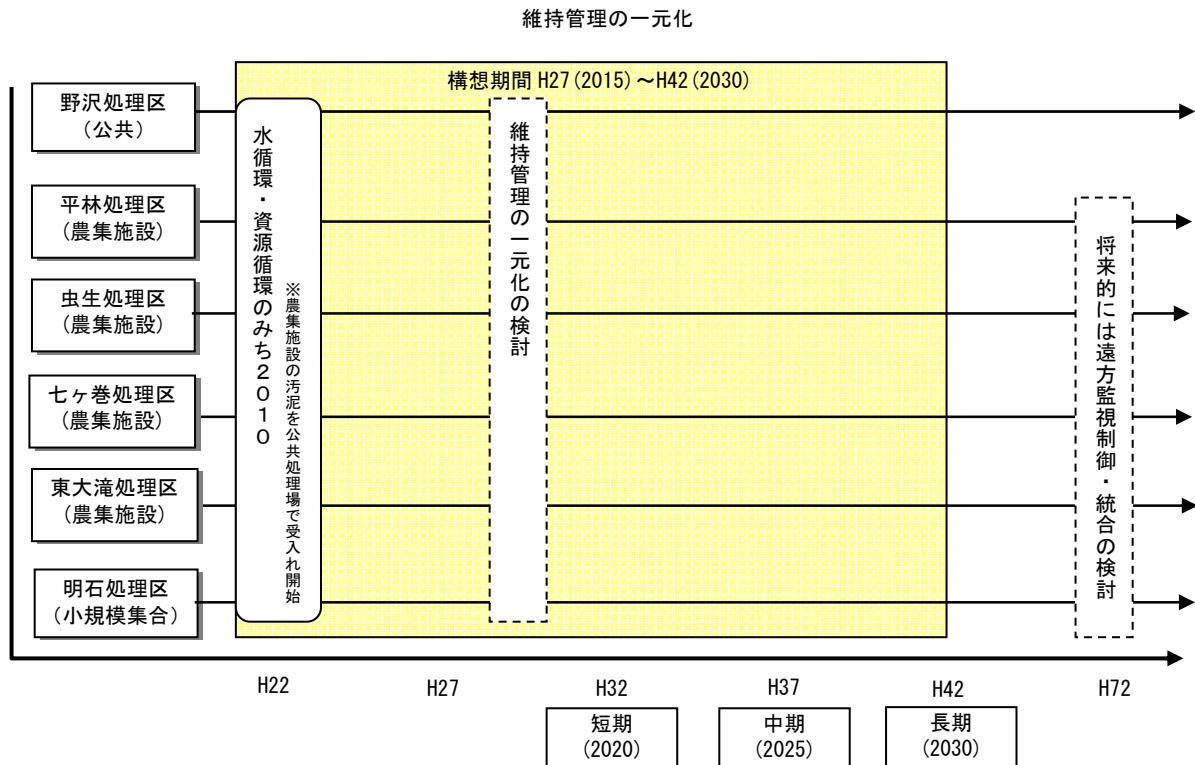 維持管理の一元化
構想期間 H27(2015)～H42(2030)
野沢処理区
(公共)
平林処理区
(農集施設)
虫生処理区
(農集施設)
七ヶ巻処理区
(農集施設)
東大滝処理区
(農集施設)
明石処理区
(小規模集合)
水循環・資源循環のみち2010
※農集施設の汚泥を公共処理場で受入れ開始
維持管理の一元化の検討
将来的には遠方監視制御・統合の検討
H22
H27
H32
H37
H42
H72
短期
(2020)
中期
(2025)
長期
(2030)